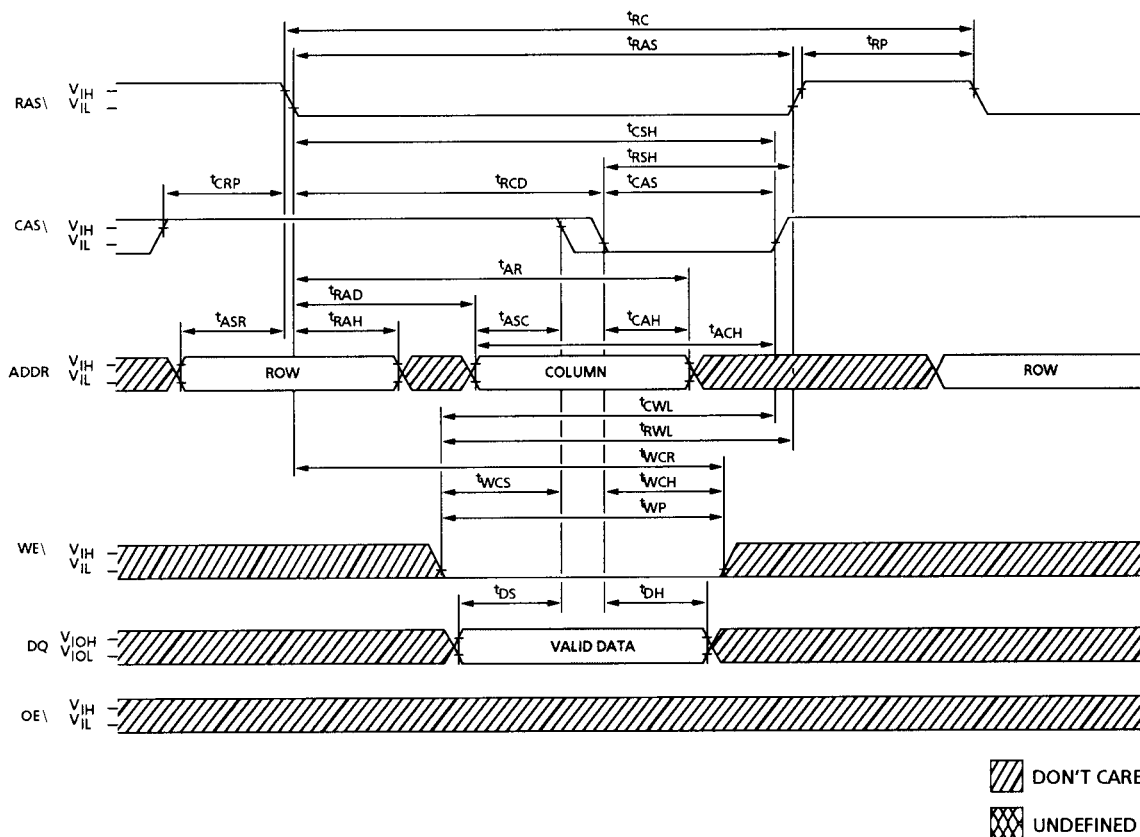 tRC
tRAS
tRP
RAS\ VIH
VIL
tCSH
tRSH
tCRP
tRCD
tCAS
CAS\ VIH
VIL
tAR
tRAD
tASR
tRAH
tASC
tCAH
tACH
ADDR VIH
VIL
ROW
COLUMN
ROW
tCWL
tRWL
tWCR
tWCS
tWCH
tWP
WE\ VIH
VIL
tDS
tDH
DQ VIOH
VIOL
VALID DATA
OE\ VIH
VIL
DON'T CARE
UNDEFINED